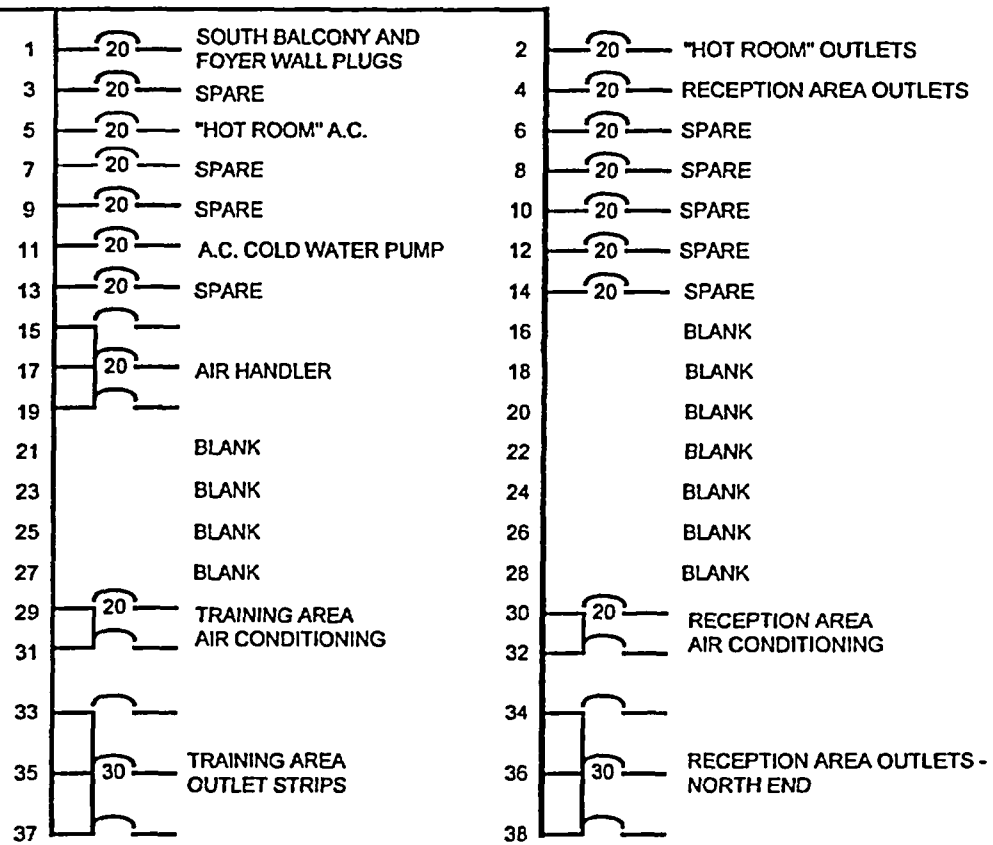 1 20 SOUTH BALCONY AND
FOYER WALL PLUGS
2 20 "HOT ROOM" OUTLETS
3 20 SPARE
4 20 RECEPTION AREA OUTLETS
5 20 "HOT ROOM" A.C.
6 20 SPARE
7 20 SPARE
8 20 SPARE
9 20 SPARE
10 20 SPARE
11 20 A.C. COLD WATER PUMP
12 20 SPARE
13 20 SPARE
14 20 SPARE
15
16 BLANK
17 20 AIR HANDLER
18 BLANK
19
20 BLANK
21 BLANK
22 BLANK
23 BLANK
24 BLANK
25 BLANK
26 BLANK
27 BLANK
28 BLANK
29 20 TRAINING AREA
31 AIR CONDITIONING
30 20 RECEPTION AREA
32 AIR CONDITIONING
33
34
35 30 TRAINING AREA
OUTLET STRIPS
36 30 RECEPTION AREA OUTLETS -
NORTH END
37
38